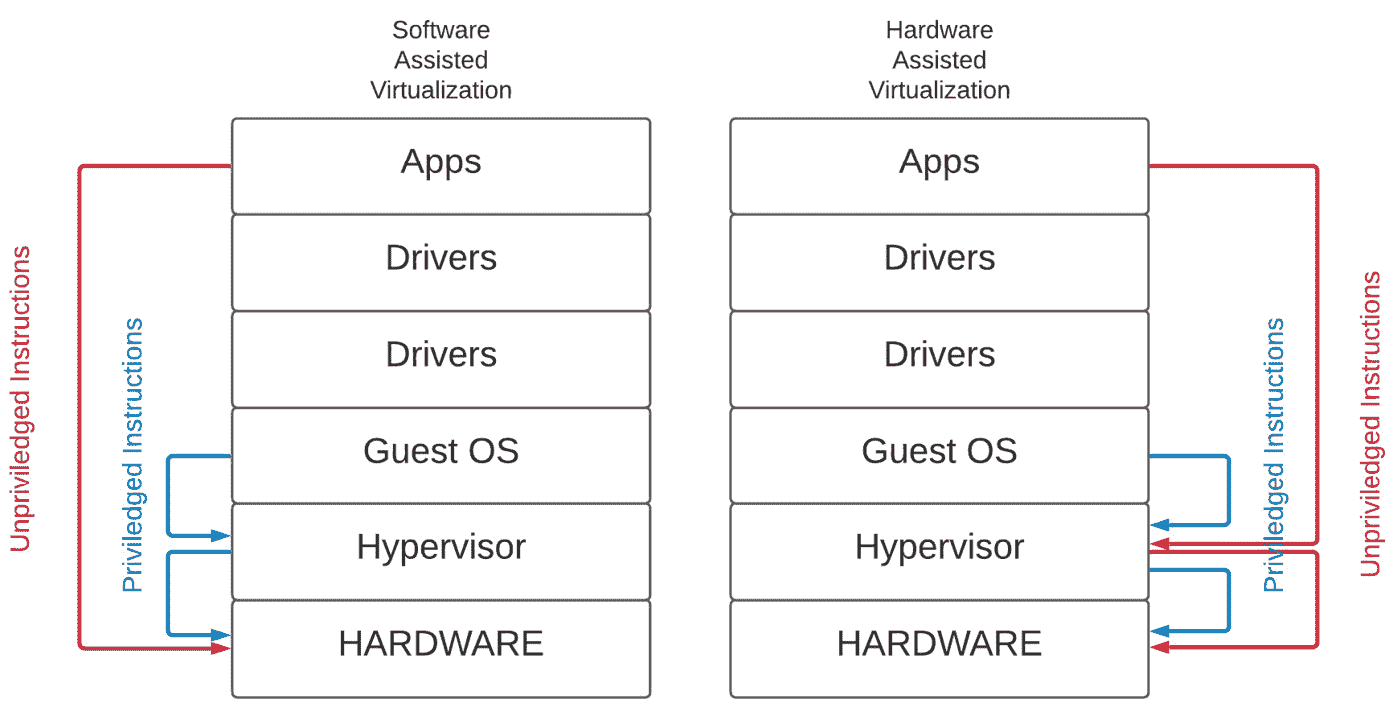 Software
Assisted
Virtualization
Apps
Drivers
Drivers
Guest OS
Hypervisor
HARDWARE
Unpriviledged Instructions
Priviledged Instructions
Hardware
Assisted
Virtualization
Apps
Drivers
Drivers
Guest OS
Hypervisor
HARDWARE
Priviledged Instructions
Unpriviledged Instructions